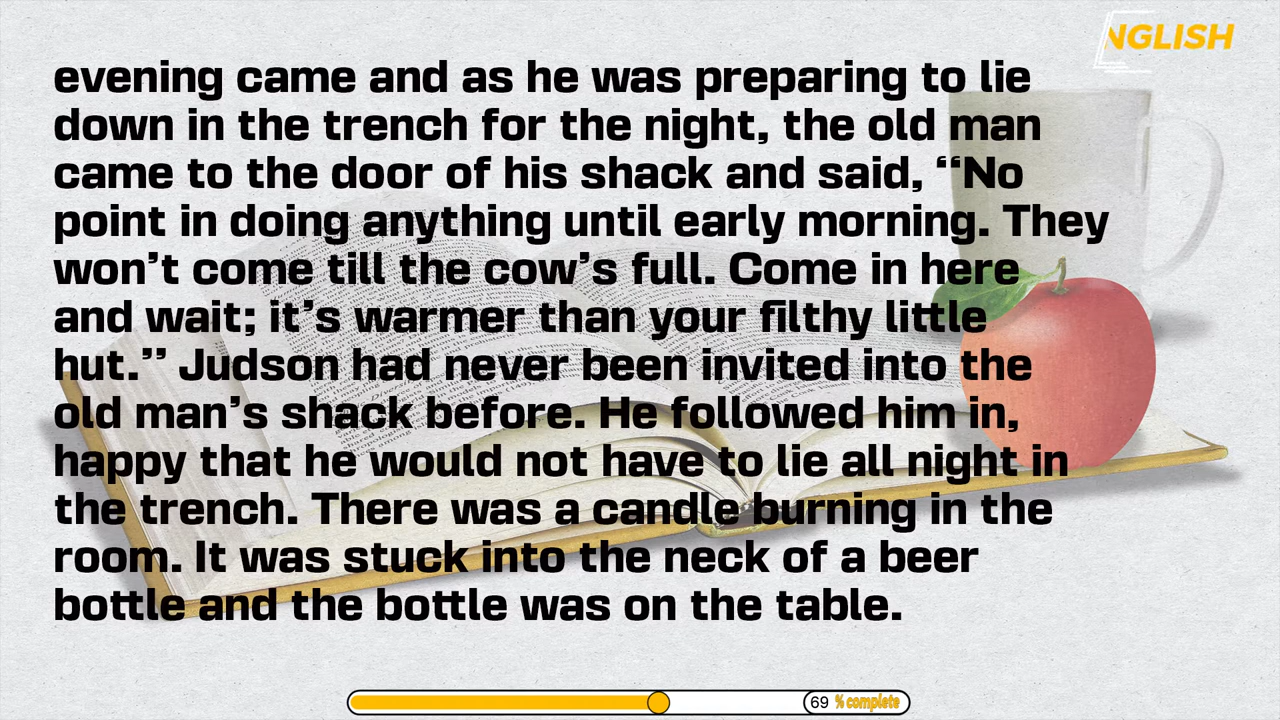 NGLISH
evening came and as he was preparing to lie
down in the trench for the night, the old man
came to the door of his shack and said, “No
point in doing anything until early morning. They
won’t come till the cow’s full. Come in here
and wait; it’s warmer than your filthy little
hut.” Judson had never been invited into the
old man’s shack before. He followed him in,
happy that he would not have to lie all night in
the trench. There was a candle burning in the
room. It was stuck into the neck of a beer
bottle and the bottle was on the table.
69 % complete